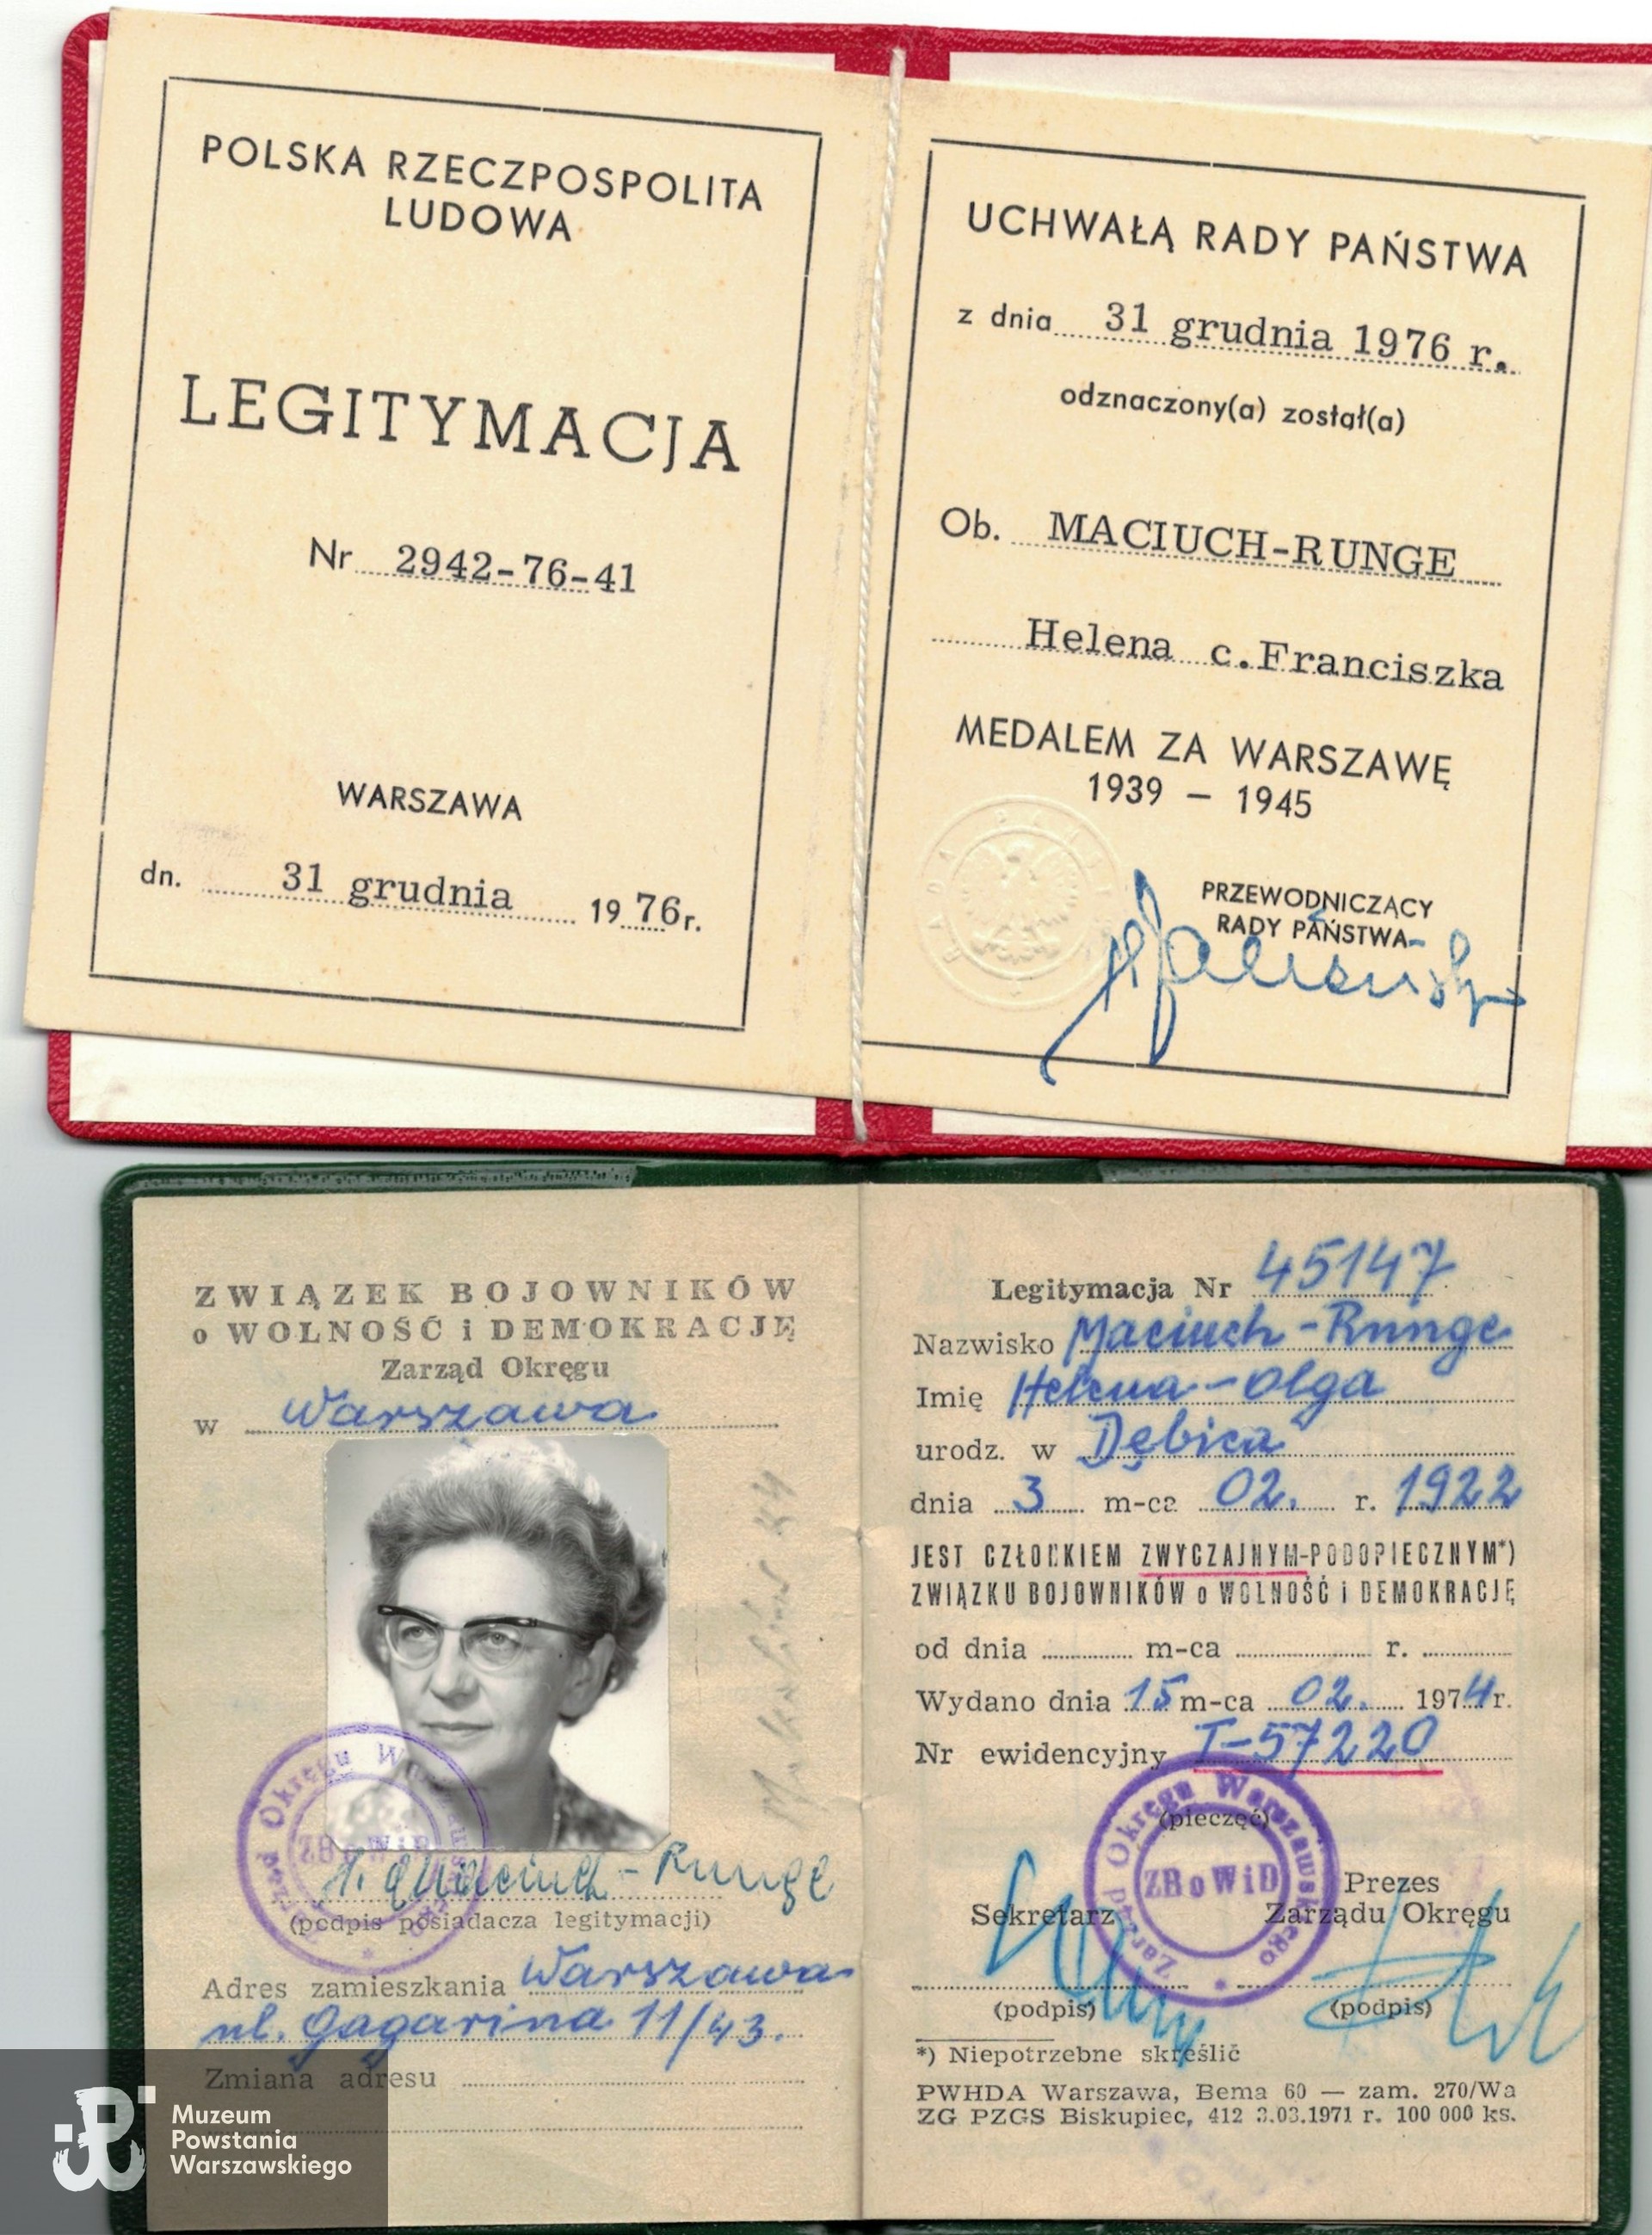 POLSKA RZECZPOSPOLITA
LUDOWA
LEGITYMACJA
Nr 2942-76-41
WARSZAWA
dn. 31 grudnia 1976r.
UCHWAŁĄ RADY PAŃSTWA
z dnia 31 grudnia 1976 r.
odznaczony(a) został(a)
Ob. MACIUCH-RUNGE
Helena c.Franciszka
MEDALEM ZA WARSZAWĘ
1939 — 1945
PRZEWODNICZĄCY
RADY PAŃSTWA
ZWIĄZEK BOJOWNIKÓW
o WOLNOŚĆ i DEMOKRACJĘ
Zarząd Okręgu
w Warszawa
H. Maciuch-Runge
(podpis posiadacza legitymacji)
Adres zamieszkania Warszawa
ul. Gagarina 11/43.
Zmiana adresu
Legitymacja Nr 45147
Nazwisko Maciuch-Runge
Imię Helena-Olga
urodz. w Dębica
dnia 3 m-ca 02. r. 1922
JEST CZŁONKIEM ZWYCZAJNYM-PODOPIECZNYM*)
ZWIĄZKU BOJOWNIKÓW o WOLNOŚĆ i DEMOKRACJĘ
od dnia m-ca r.
Wydano dnia 15 m-ca 02. 1974r.
Nr ewidencyjny I-57220
(pieczęć)
Zarząd Okręgu Warszawskiego
ZBoWiD
Sekretarz
Prezes
Zarządu Okręgu
(podpis) (podpis)
*) Niepotrzebne skreślić
PWHDA Warszawa, Bema 60 — zam. 270/Wa
ZG PZGS Biskupiec, 412 3.03.1971 r. 100 000 ks.
Muzeum
Powstania
Warszawskiego